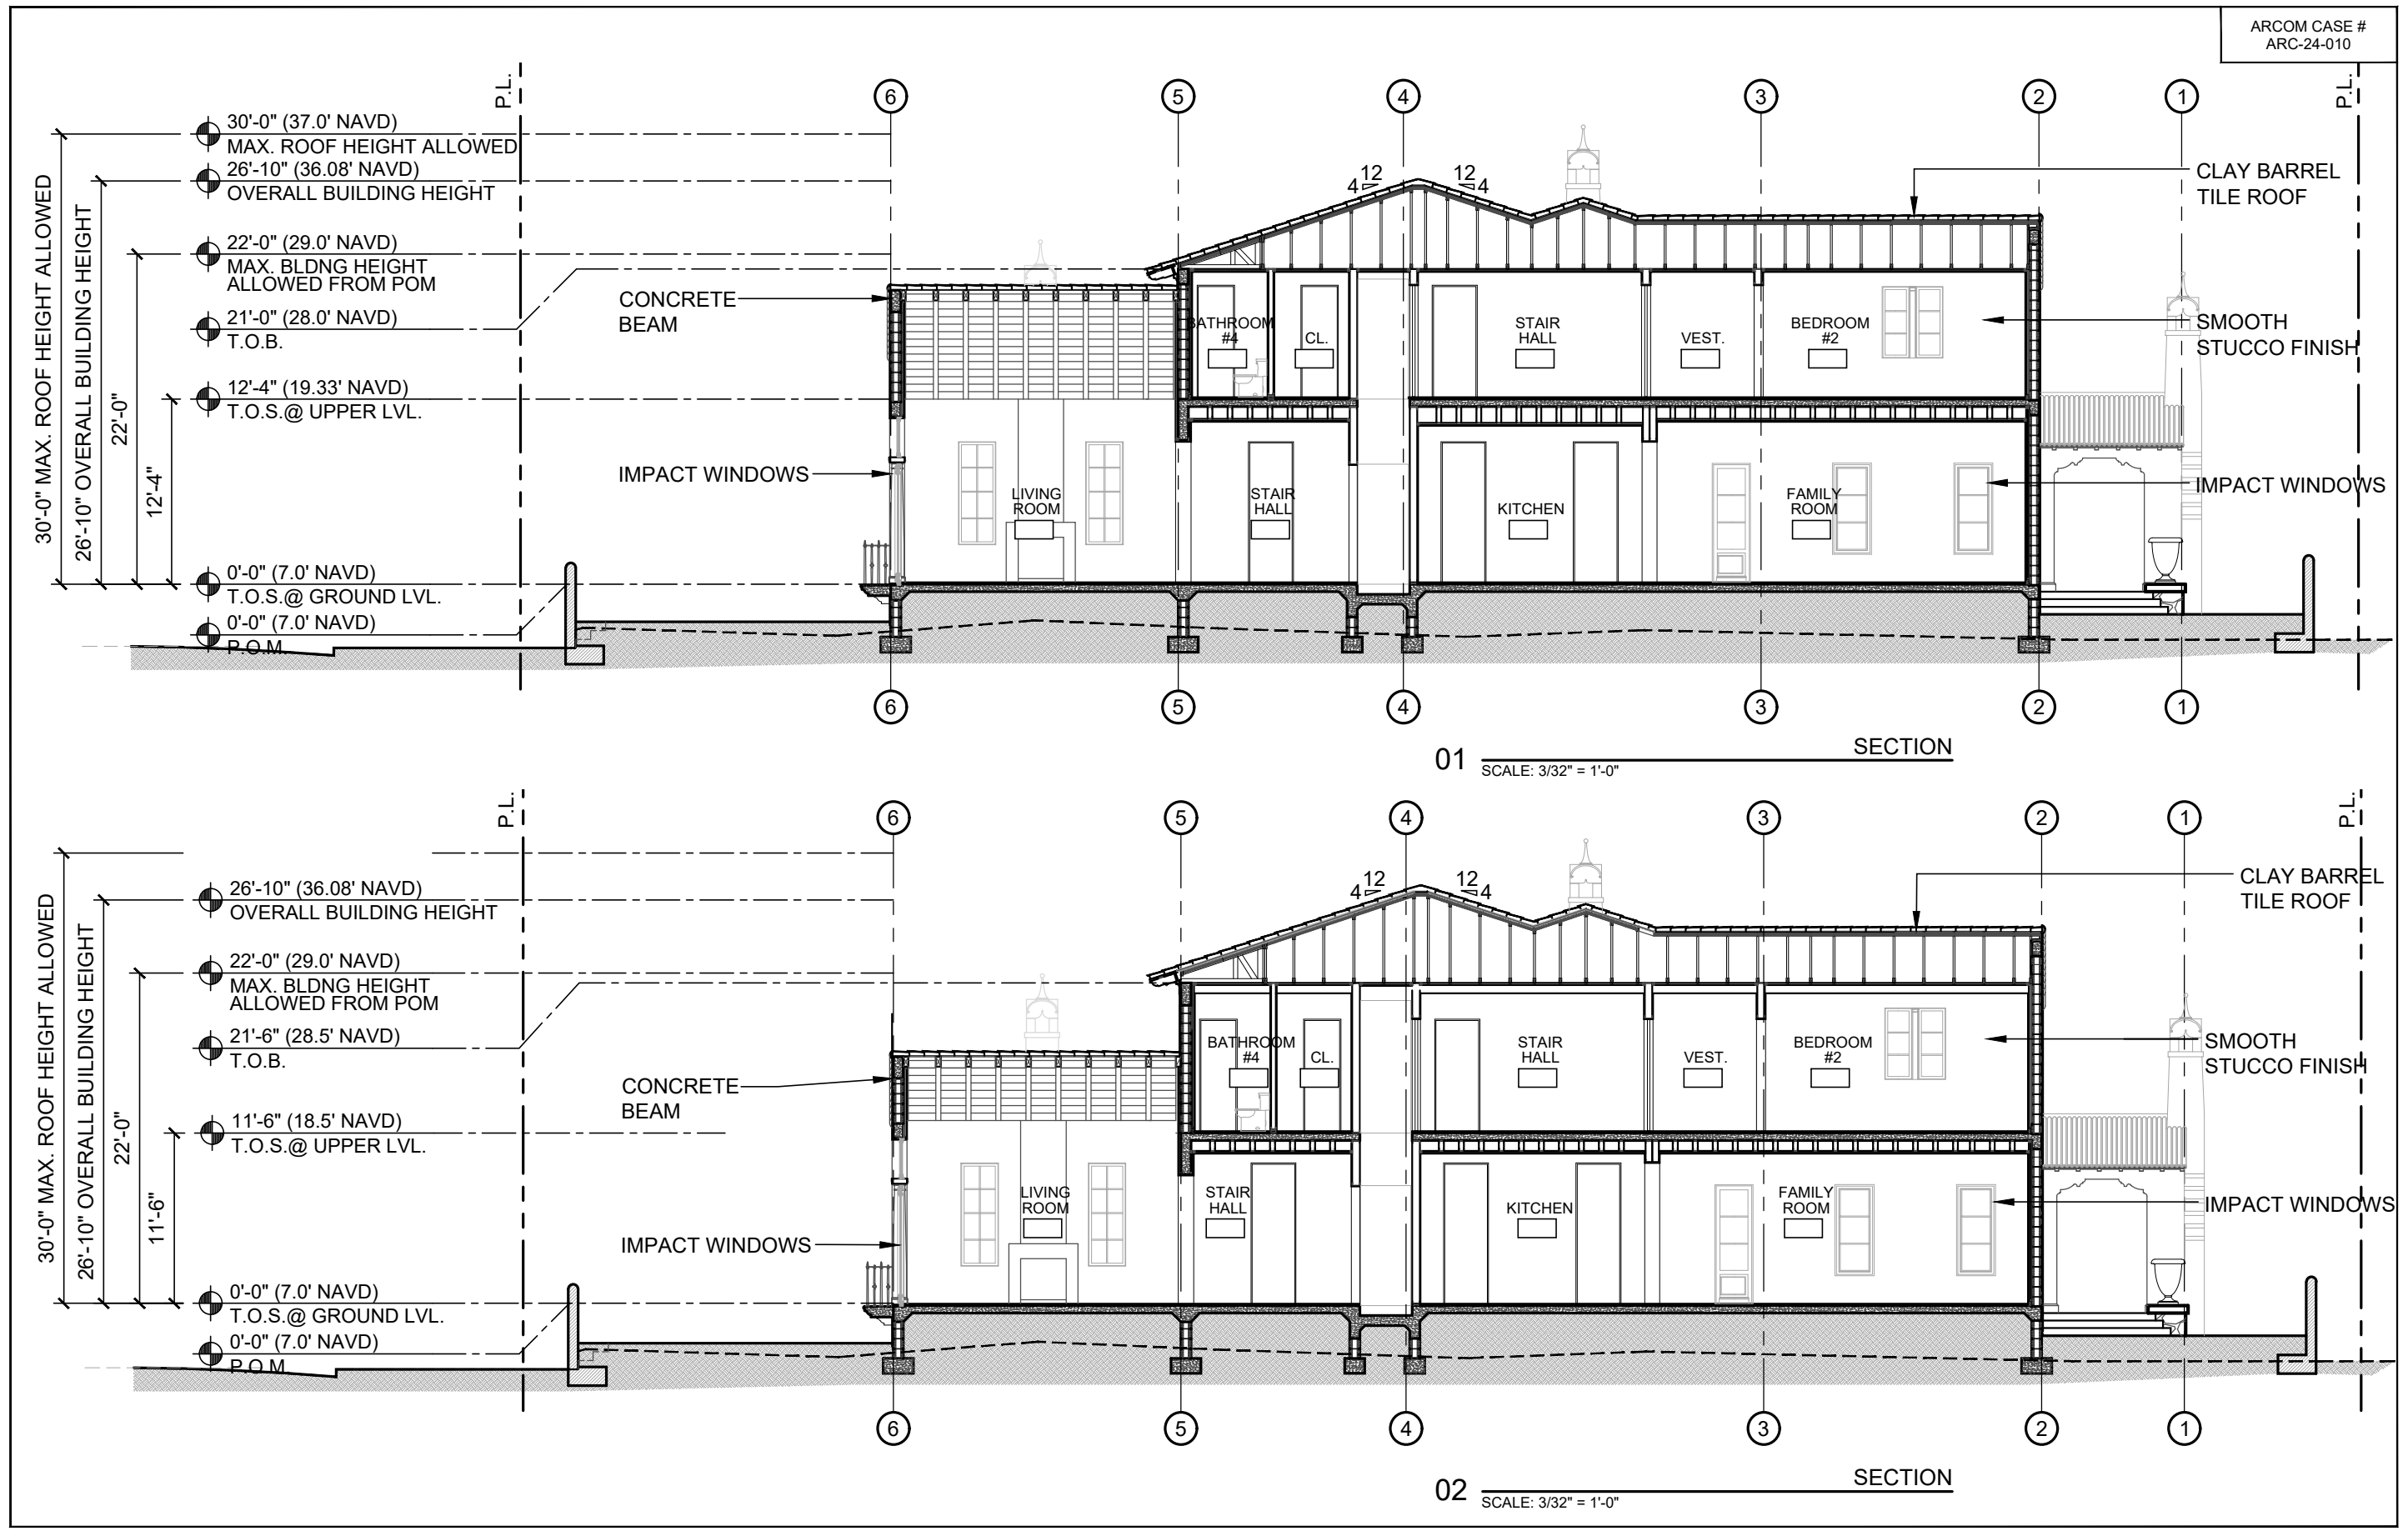 ARCOM CASE #
ARC-24-010
P.L.
P.L.
6
5
4
3
2
1
30'-0" (37.0' NAVD)
MAX. ROOF HEIGHT ALLOWED
26'-10" (36.08' NAVD)
OVERALL BUILDING HEIGHT
22'-0" (29.0' NAVD)
MAX. BLDNG HEIGHT
ALLOWED FROM POM
21'-0" (28.0' NAVD)
T.O.B.
12'-4" (19.33' NAVD)
T.O.S.@ UPPER LVL.
0'-0" (7.0' NAVD)
T.O.S.@ GROUND LVL.
0'-0" (7.0' NAVD)
P.O.M.
30'-0" MAX. ROOF HEIGHT ALLOWED
26'-10" OVERALL BUILDING HEIGHT
22'-0"
12'-4"
12
4
12
4
CLAY BARREL
TILE ROOF
CONCRETE
BEAM
BATHROOM
#4
CL.
STAIR
HALL
VEST.
BEDROOM
#2
SMOOTH
STUCCO FINISH
IMPACT WINDOWS
LIVING
ROOM
STAIR
HALL
KITCHEN
FAMILY
ROOM
IMPACT WINDOWS
6
5
4
3
2
1
01
SECTION
SCALE: 3/32" = 1'-0"
P.L.
P.L.
6
5
4
3
2
1
26'-10" (36.08' NAVD)
OVERALL BUILDING HEIGHT
22'-0" (29.0' NAVD)
MAX. BLDNG HEIGHT
ALLOWED FROM POM
21'-6" (28.5' NAVD)
T.O.B.
11'-6" (18.5' NAVD)
T.O.S.@ UPPER LVL.
0'-0" (7.0' NAVD)
T.O.S.@ GROUND LVL.
0'-0" (7.0' NAVD)
P.O.M.
30'-0" MAX. ROOF HEIGHT ALLOWED
26'-10" OVERALL BUILDING HEIGHT
22'-0"
11'-6"
12
4
12
4
CLAY BARREL
TILE ROOF
CONCRETE
BEAM
BATHROOM
#4
CL.
STAIR
HALL
VEST.
BEDROOM
#2
SMOOTH
STUCCO FINISH
IMPACT WINDOWS
LIVING
ROOM
STAIR
HALL
KITCHEN
FAMILY
ROOM
IMPACT WINDOWS
6
5
4
3
2
1
02
SECTION
SCALE: 3/32" = 1'-0"